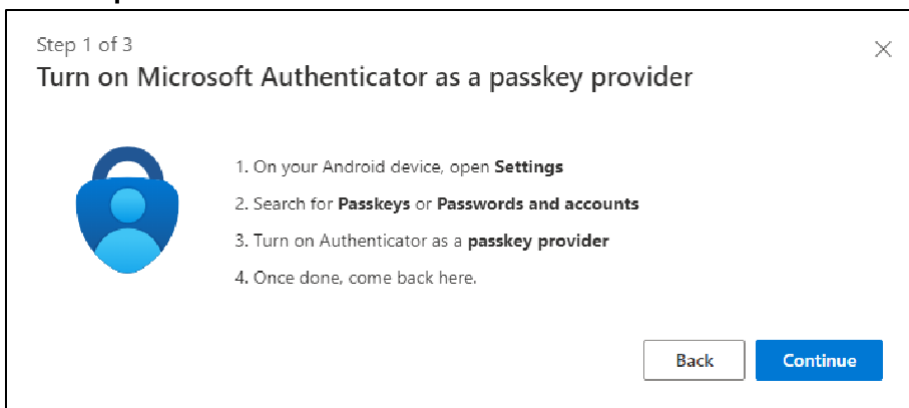 Step 1 of 3
Turn on Microsoft Authenticator as a passkey provider
1. On your Android device, open Settings
2. Search for Passkeys or Passwords and accounts
3. Turn on Authenticator as a passkey provider
4. Once done, come back here.
Back
Continue